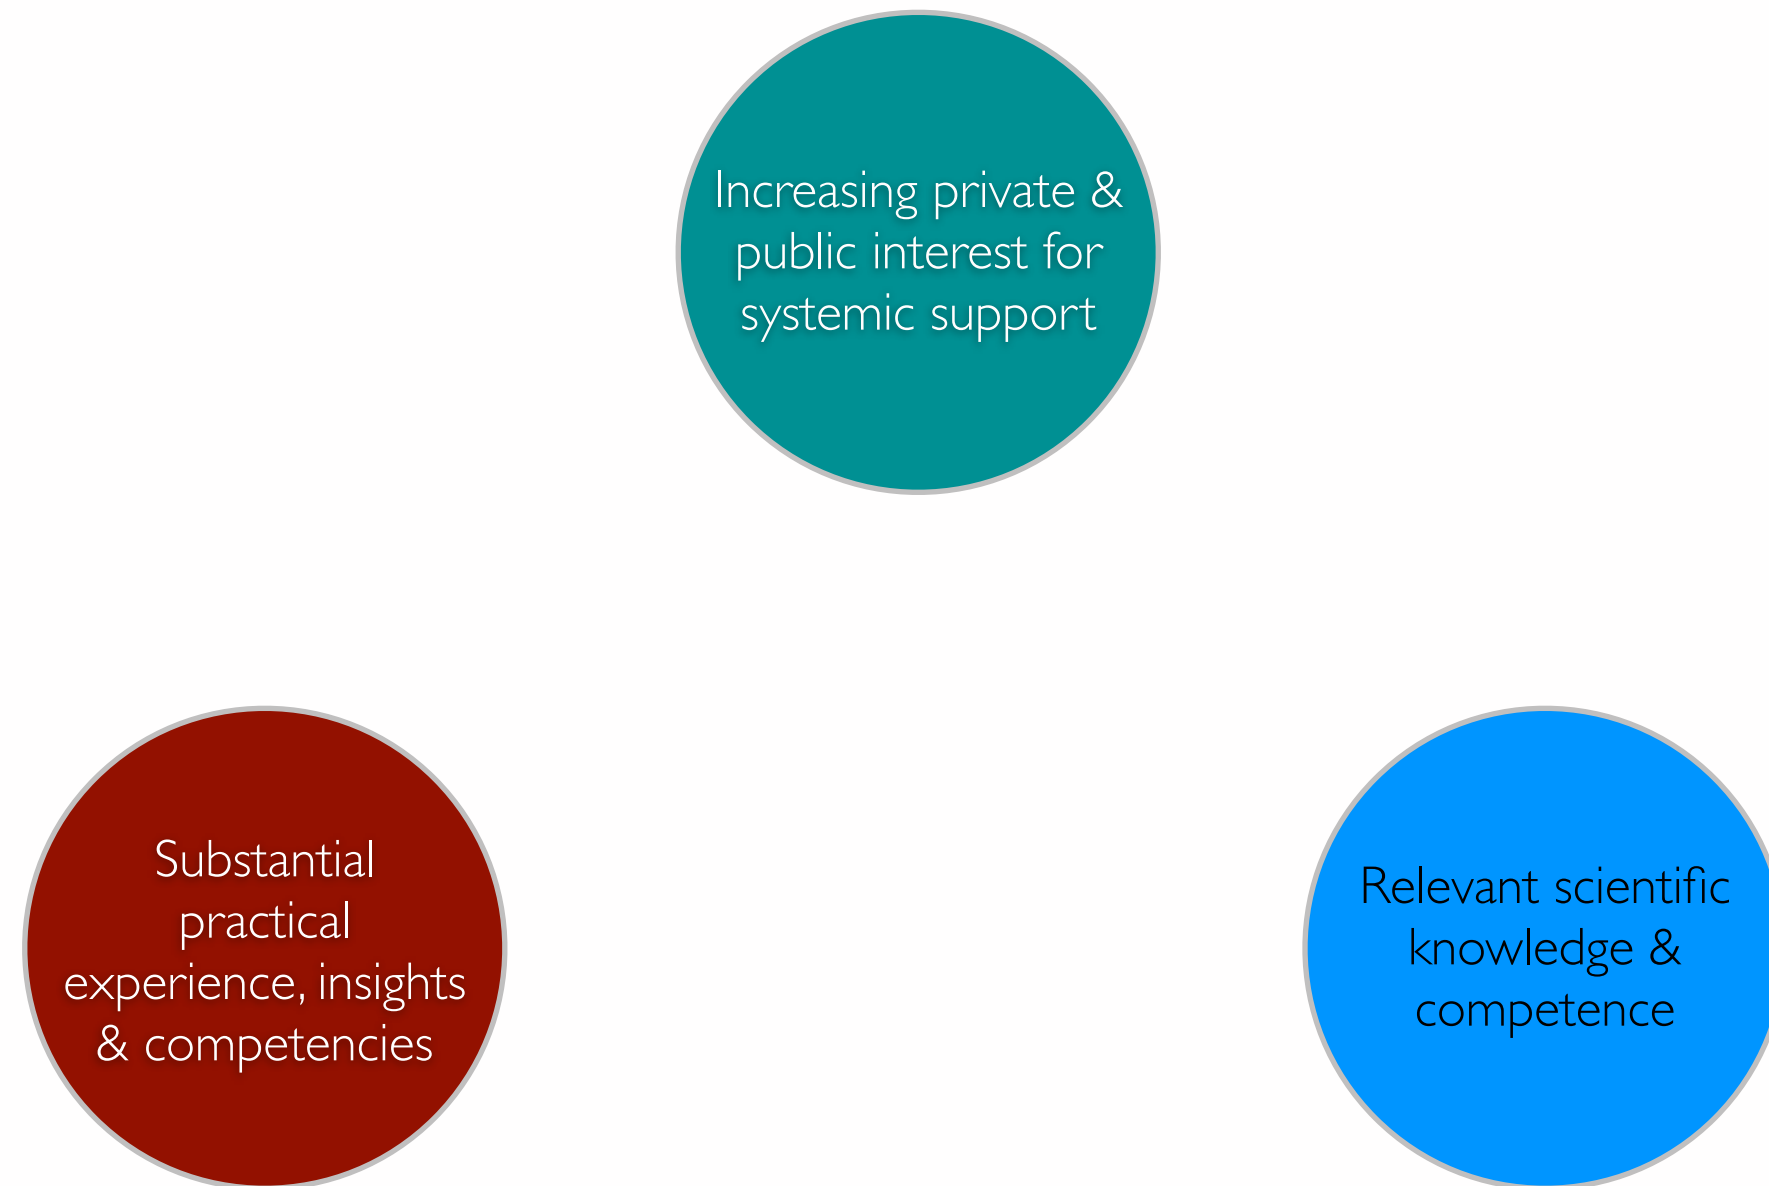 Increasing private &
public interest for
systemic support
Substantial
practical
experience, insights
& competencies
Relevant scientific
knowledge &
competence